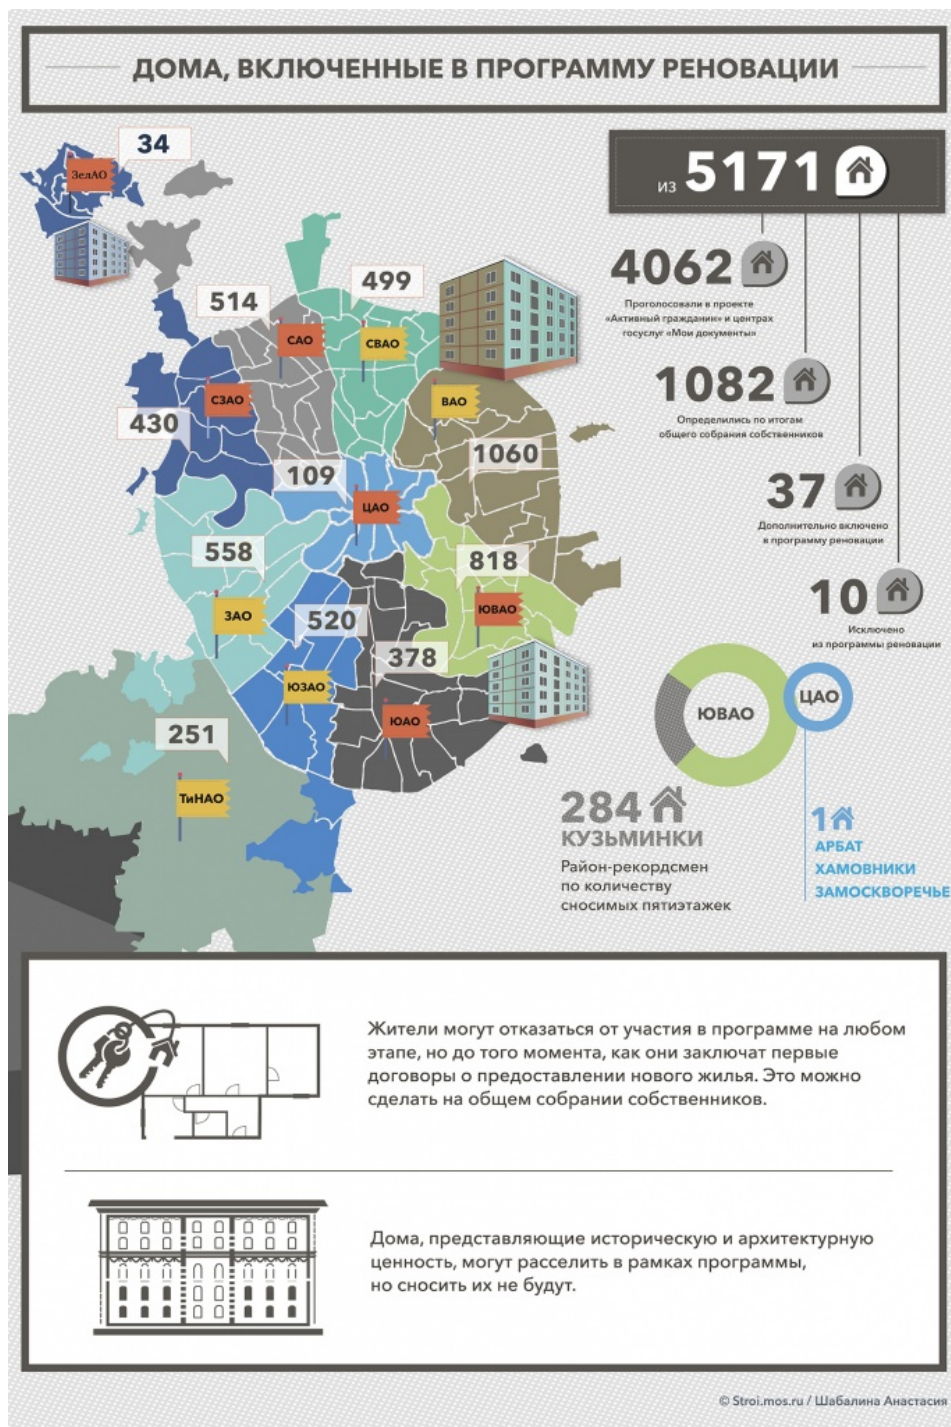 ДОМА, ВКЛЮЧЕННЫЕ В ПРОГРАММУ РЕНОВАЦИИ
34
ЗелАО
из 5171
514
499
САО
СВАО
4062
Проголосовали в проекте
«Активный гражданин» и центрах
госуслуг «Мои документы»
СЗАО
430
ВАО
1060
1082
Определились по итогам
общего собрания собственников
109
ЦАО
37
Дополнительно включено
в программу реновации
558
ЗАО
818
ЮВАО
10
Исключено
из программы реновации
520
ЮЗАО
378
ЮАО
251
ТиНАО
ЮВАО
ЦАО
284
КУЗЬМИНКИ
Район-рекордсмен
по количеству
сносимых пятиэтажек
1
АРБАТ
ХАМОВНИКИ
ЗАМОСКВОРЕЧЬЕ
Жители могут отказаться от участия в программе на любом
этапе, но до того момента, как они заключат первые
договоры о предоставлении нового жилья. Это можно
сделать на общем собрании собственников.
Дома, представляющие историческую и архитектурную
ценность, могут расселить в рамках программы,
но сносить их не будут.
© Stroi.mos.ru / Шабалина Анастасия